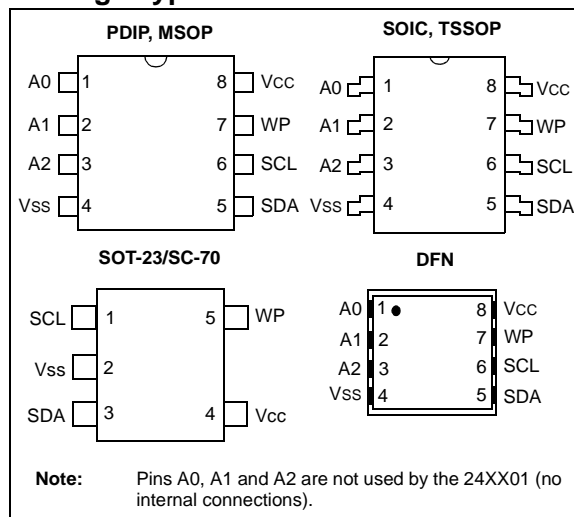 PDIP, MSOP
A0 1 8 VCC
A1 2 7 WP
A2 3 6 SCL
VSS 4 5 SDA
SOIC, TSSOP
A0 1 8 VCC
A1 2 7 WP
A2 3 6 SCL
VSS 4 5 SDA
SOT-23/SC-70
SCL 1 5 WP
Vss 2
SDA 3 4 Vcc
DFN
A0 1 8 VCC
A1 2 7 WP
A2 3 6 SCL
VSS 4 5 SDA
Note: Pins A0, A1 and A2 are not used by the 24XX01 (no
internal connections).